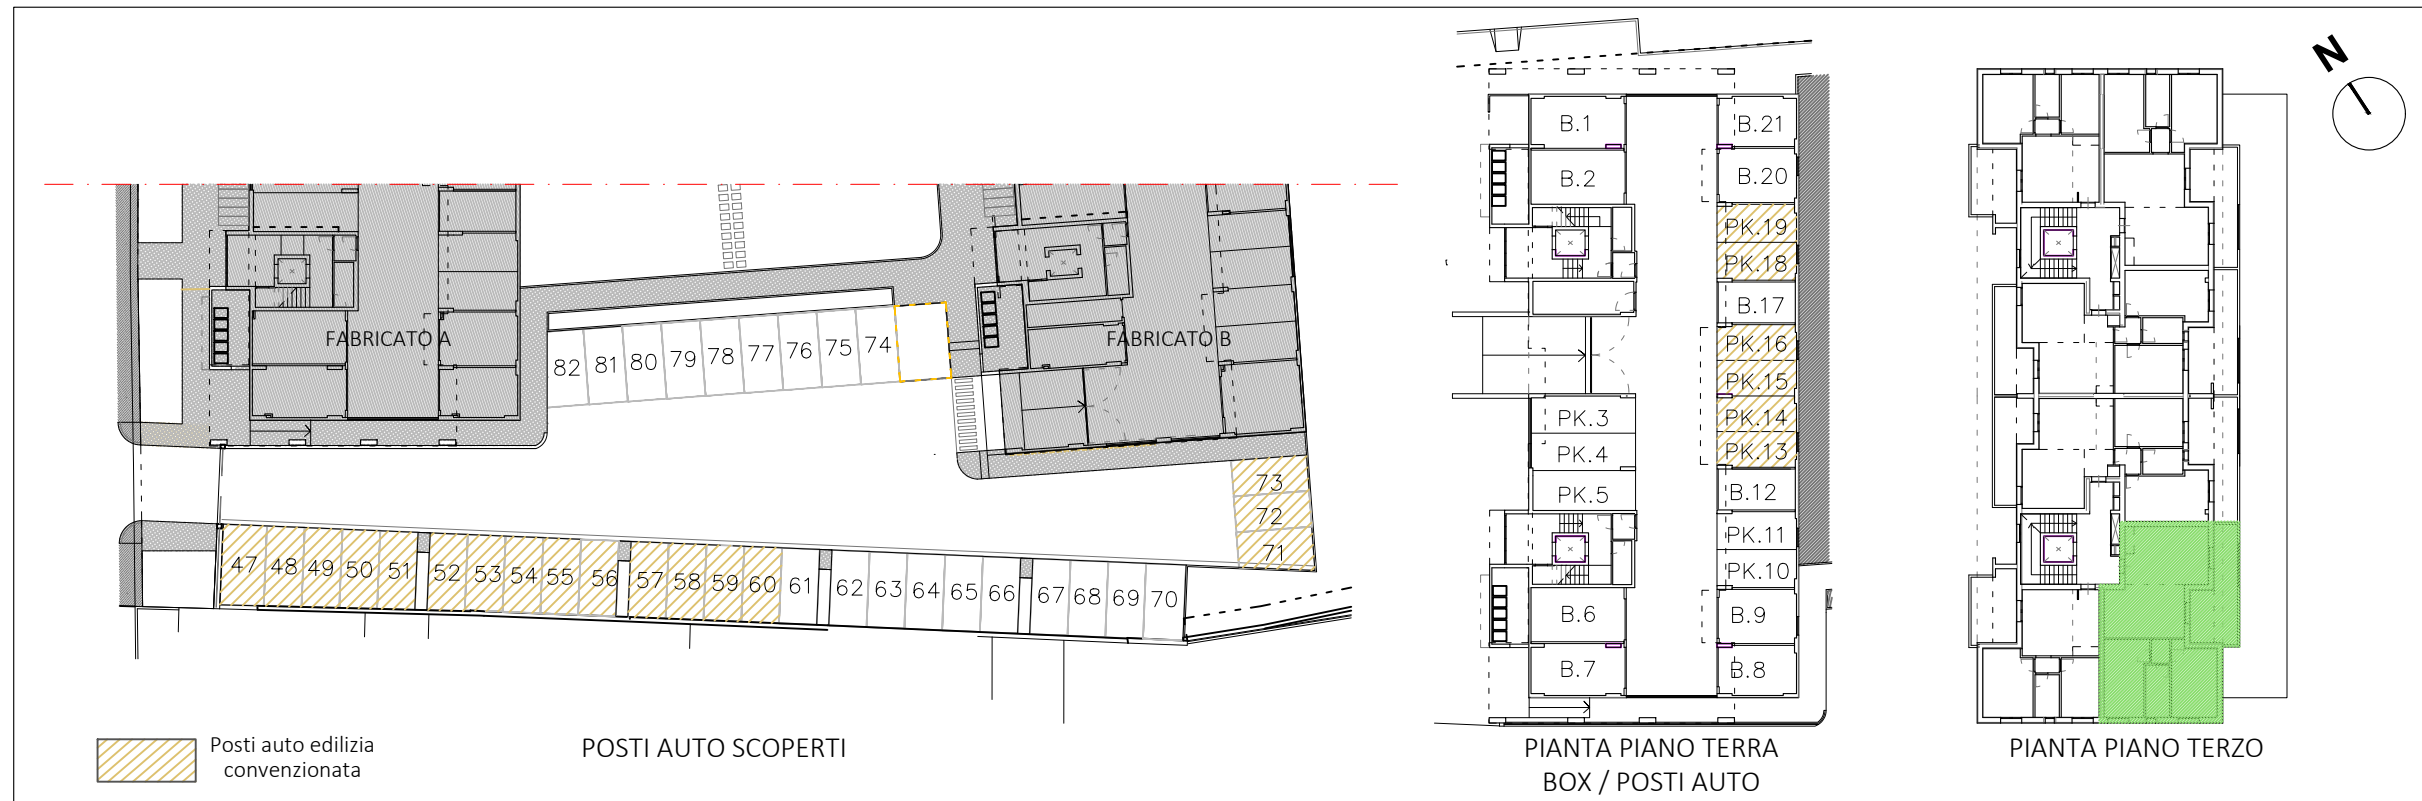 N
B.1
B.21
B.2
B.20
PK.19
PK.18
B.17
PK.16
PK.15
PK.14
PK.13
PK.3
PK.4
PK.5
B.12
PK.11
PK.10
B.6
B.9
B.7
B.8
FABRICATO A
FABRICATO B
82 81 80 79 78 77 76 75 74
73
72
71
47 48 49 50 51 52 53 54 55 56 57 58 59 60 61 62 63 64 65 66 67 68 69 70
Posti auto edilizia
convenzionata
POSTI AUTO SCOPERTI
PIANTA PIANO TERRA
BOX / POSTI AUTO
PIANTA PIANO TERZO